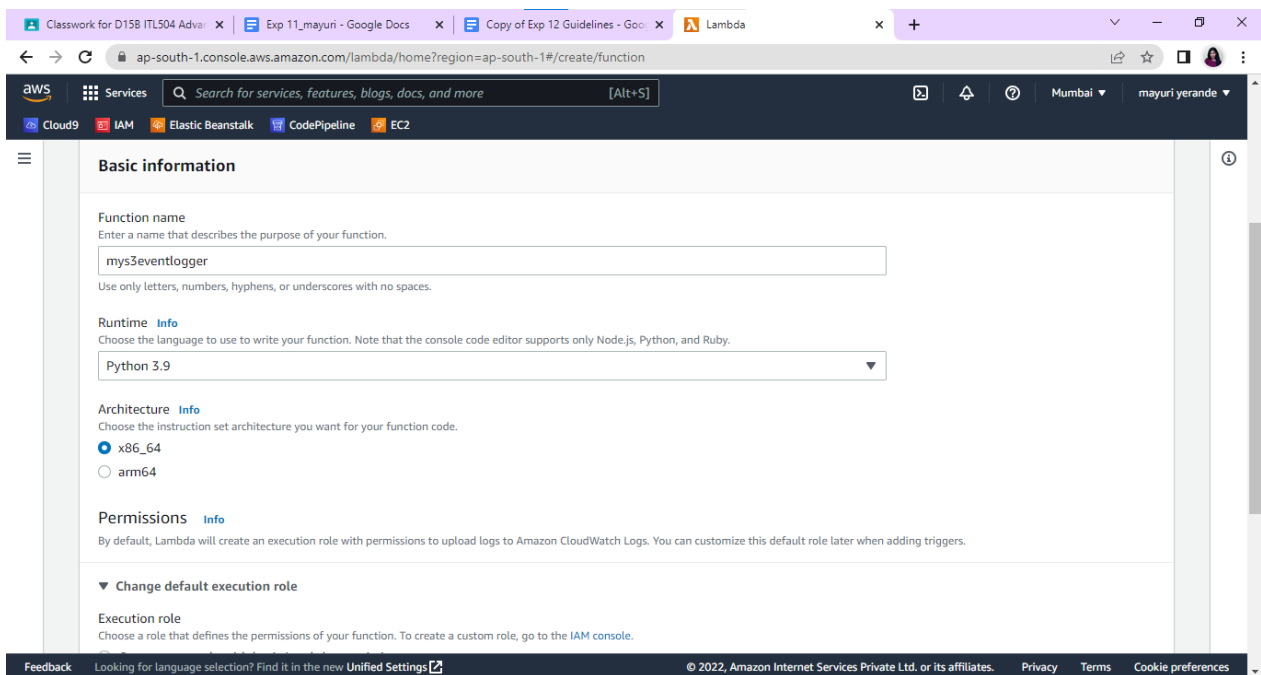 Classwork for D15B ITL504 Advar
Exp 11_mayuri - Google Docs
Copy of Exp 12 Guidelines - Goo
Lambda
ap-south-1.console.aws.amazon.com/lambda/home?region=ap-south-1#/create/function
aws Services Search for services, features, blogs, docs, and more [Alt+S] Mumbai mayuri yerande
Cloud9 IAM Elastic Beanstalk CodePipeline EC2
Basic information
Function name
Enter a name that describes the purpose of your function.
mys3eventlogger
Use only letters, numbers, hyphens, or underscores with no spaces.
Runtime Info
Choose the language to use to write your function. Note that the console code editor supports only Node.js, Python, and Ruby.
Python 3.9
Architecture Info
Choose the instruction set architecture you want for your function code.
x86_64
arm64
Permissions Info
By default, Lambda will create an execution role with permissions to upload logs to Amazon CloudWatch Logs. You can customize this default role later when adding triggers.
Change default execution role
Execution role
Choose a role that defines the permissions of your function. To create a custom role, go to the IAM console.
Feedback Looking for language selection? Find it in the new Unified Settings © 2022, Amazon Internet Services Private Ltd. or its affiliates. Privacy Terms Cookie preferences